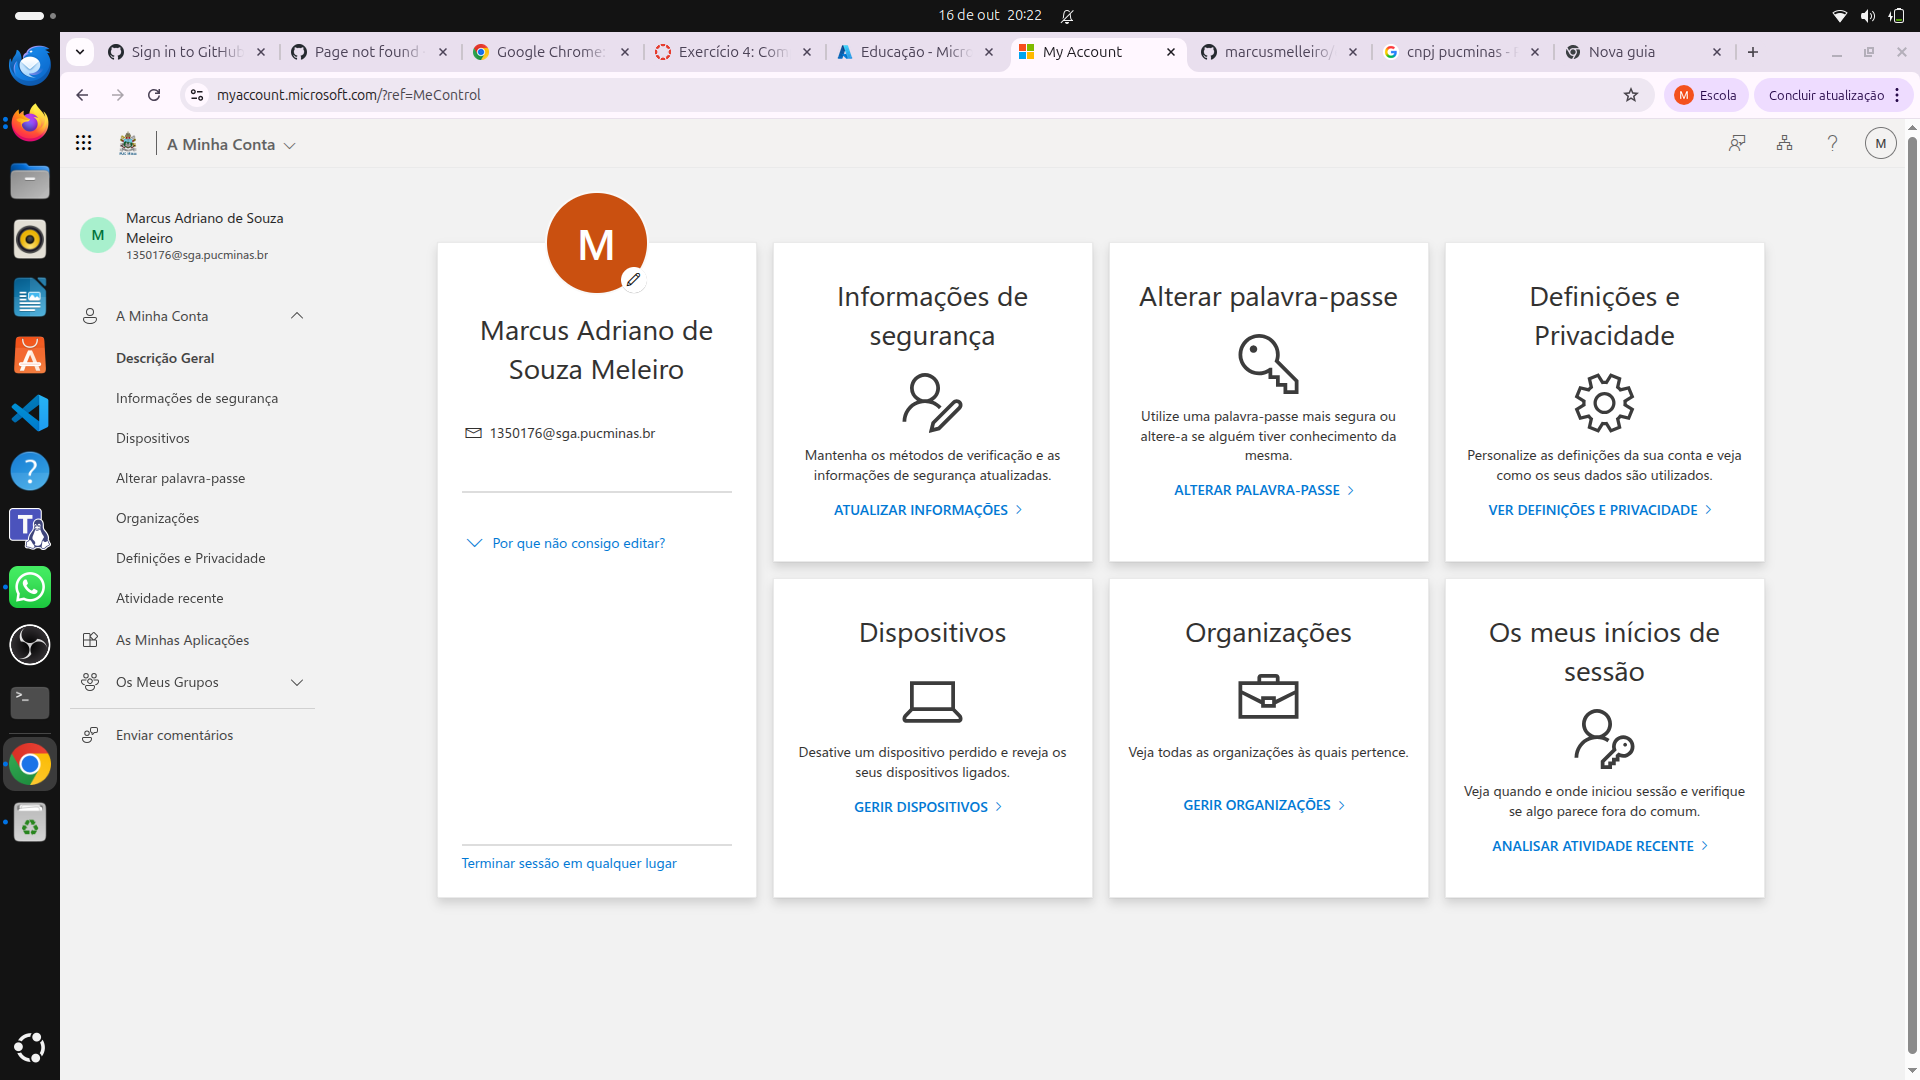 16 de out 20:22
Sign in to GitHub
Page not found
Google Chrome:
Exercício 4: Com
Educação - Micro
My Account
marcusmelleiro/
cnpj pucminas -
Nova guia
myaccount.microsoft.com/?ref=MeControl
M Escola
Concluir atualização
A Minha Conta
M
M
Marcus Adriano de Souza
Meleiro
1350176@sga.pucminas.br
A Minha Conta
Descrição Geral
Informações de segurança
Dispositivos
Alterar palavra-passe
Organizações
Definições e Privacidade
Atividade recente
As Minhas Aplicações
Os Meus Grupos
Enviar comentários
M
Marcus Adriano de
Souza Meleiro
1350176@sga.pucminas.br
Por que não consigo editar?
Terminar sessão em qualquer lugar
Informações de
segurança
Mantenha os métodos de verificação e as
informações de segurança atualizadas.
ATUALIZAR INFORMAÇÕES
Alterar palavra-passe
Utilize uma palavra-passe mais segura ou
altere-a se alguém tiver conhecimento da
mesma.
ALTERAR PALAVRA-PASSE
Definições e
Privacidade
Personalize as definições da sua conta e veja
como os seus dados são utilizados.
VER DEFINIÇÕES E PRIVACIDADE
Dispositivos
Desative um dispositivo perdido e reveja os
seus dispositivos ligados.
GERIR DISPOSITIVOS
Organizações
Veja todas as organizações às quais pertence.
GERIR ORGANIZAÇÕES
Os meus inícios de
sessão
Veja quando e onde iniciou sessão e verifique
se algo parece fora do comum.
ANALISAR ATIVIDADE RECENTE